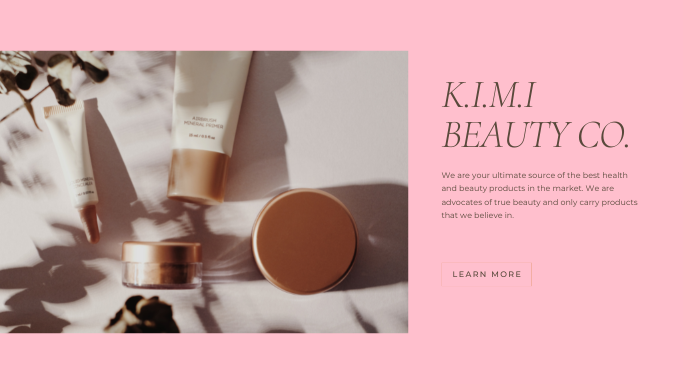 K.I.M.I
BEAUTY CO.
We are your ultimate source of the best health
and beauty products in the market. We are
advocates of true beauty and only carry products
that we believe in.
LEARN MORE